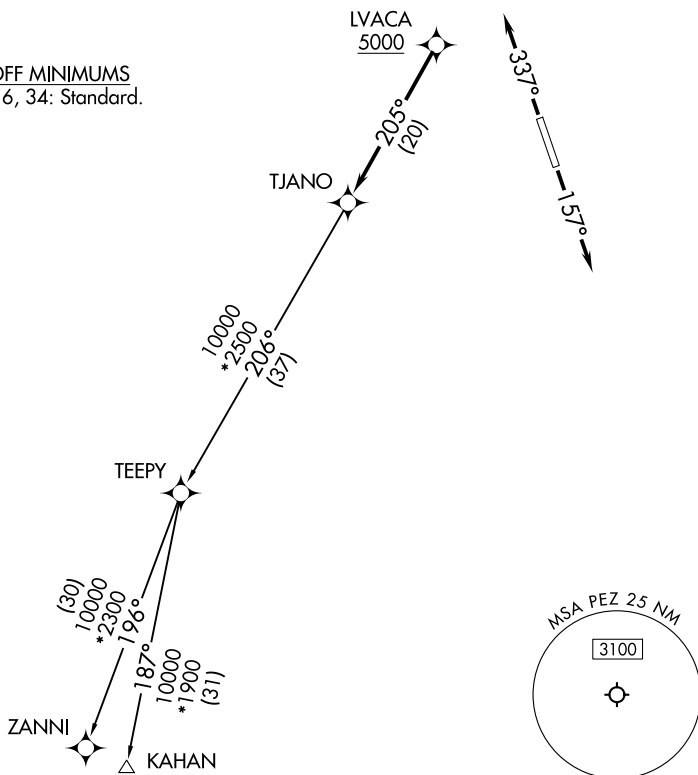 LVACA
5000
OFF MINIMUMS
6, 34: Standard.
337°
157°
205°
(20)
TJANO
10000
*2500
206°
(37)
TEEPY
(30)
10000
*2300
196°
187°
10000
*1900
(31)
ZANNI
KAHAN
MSA PEZ 25 NM
3100